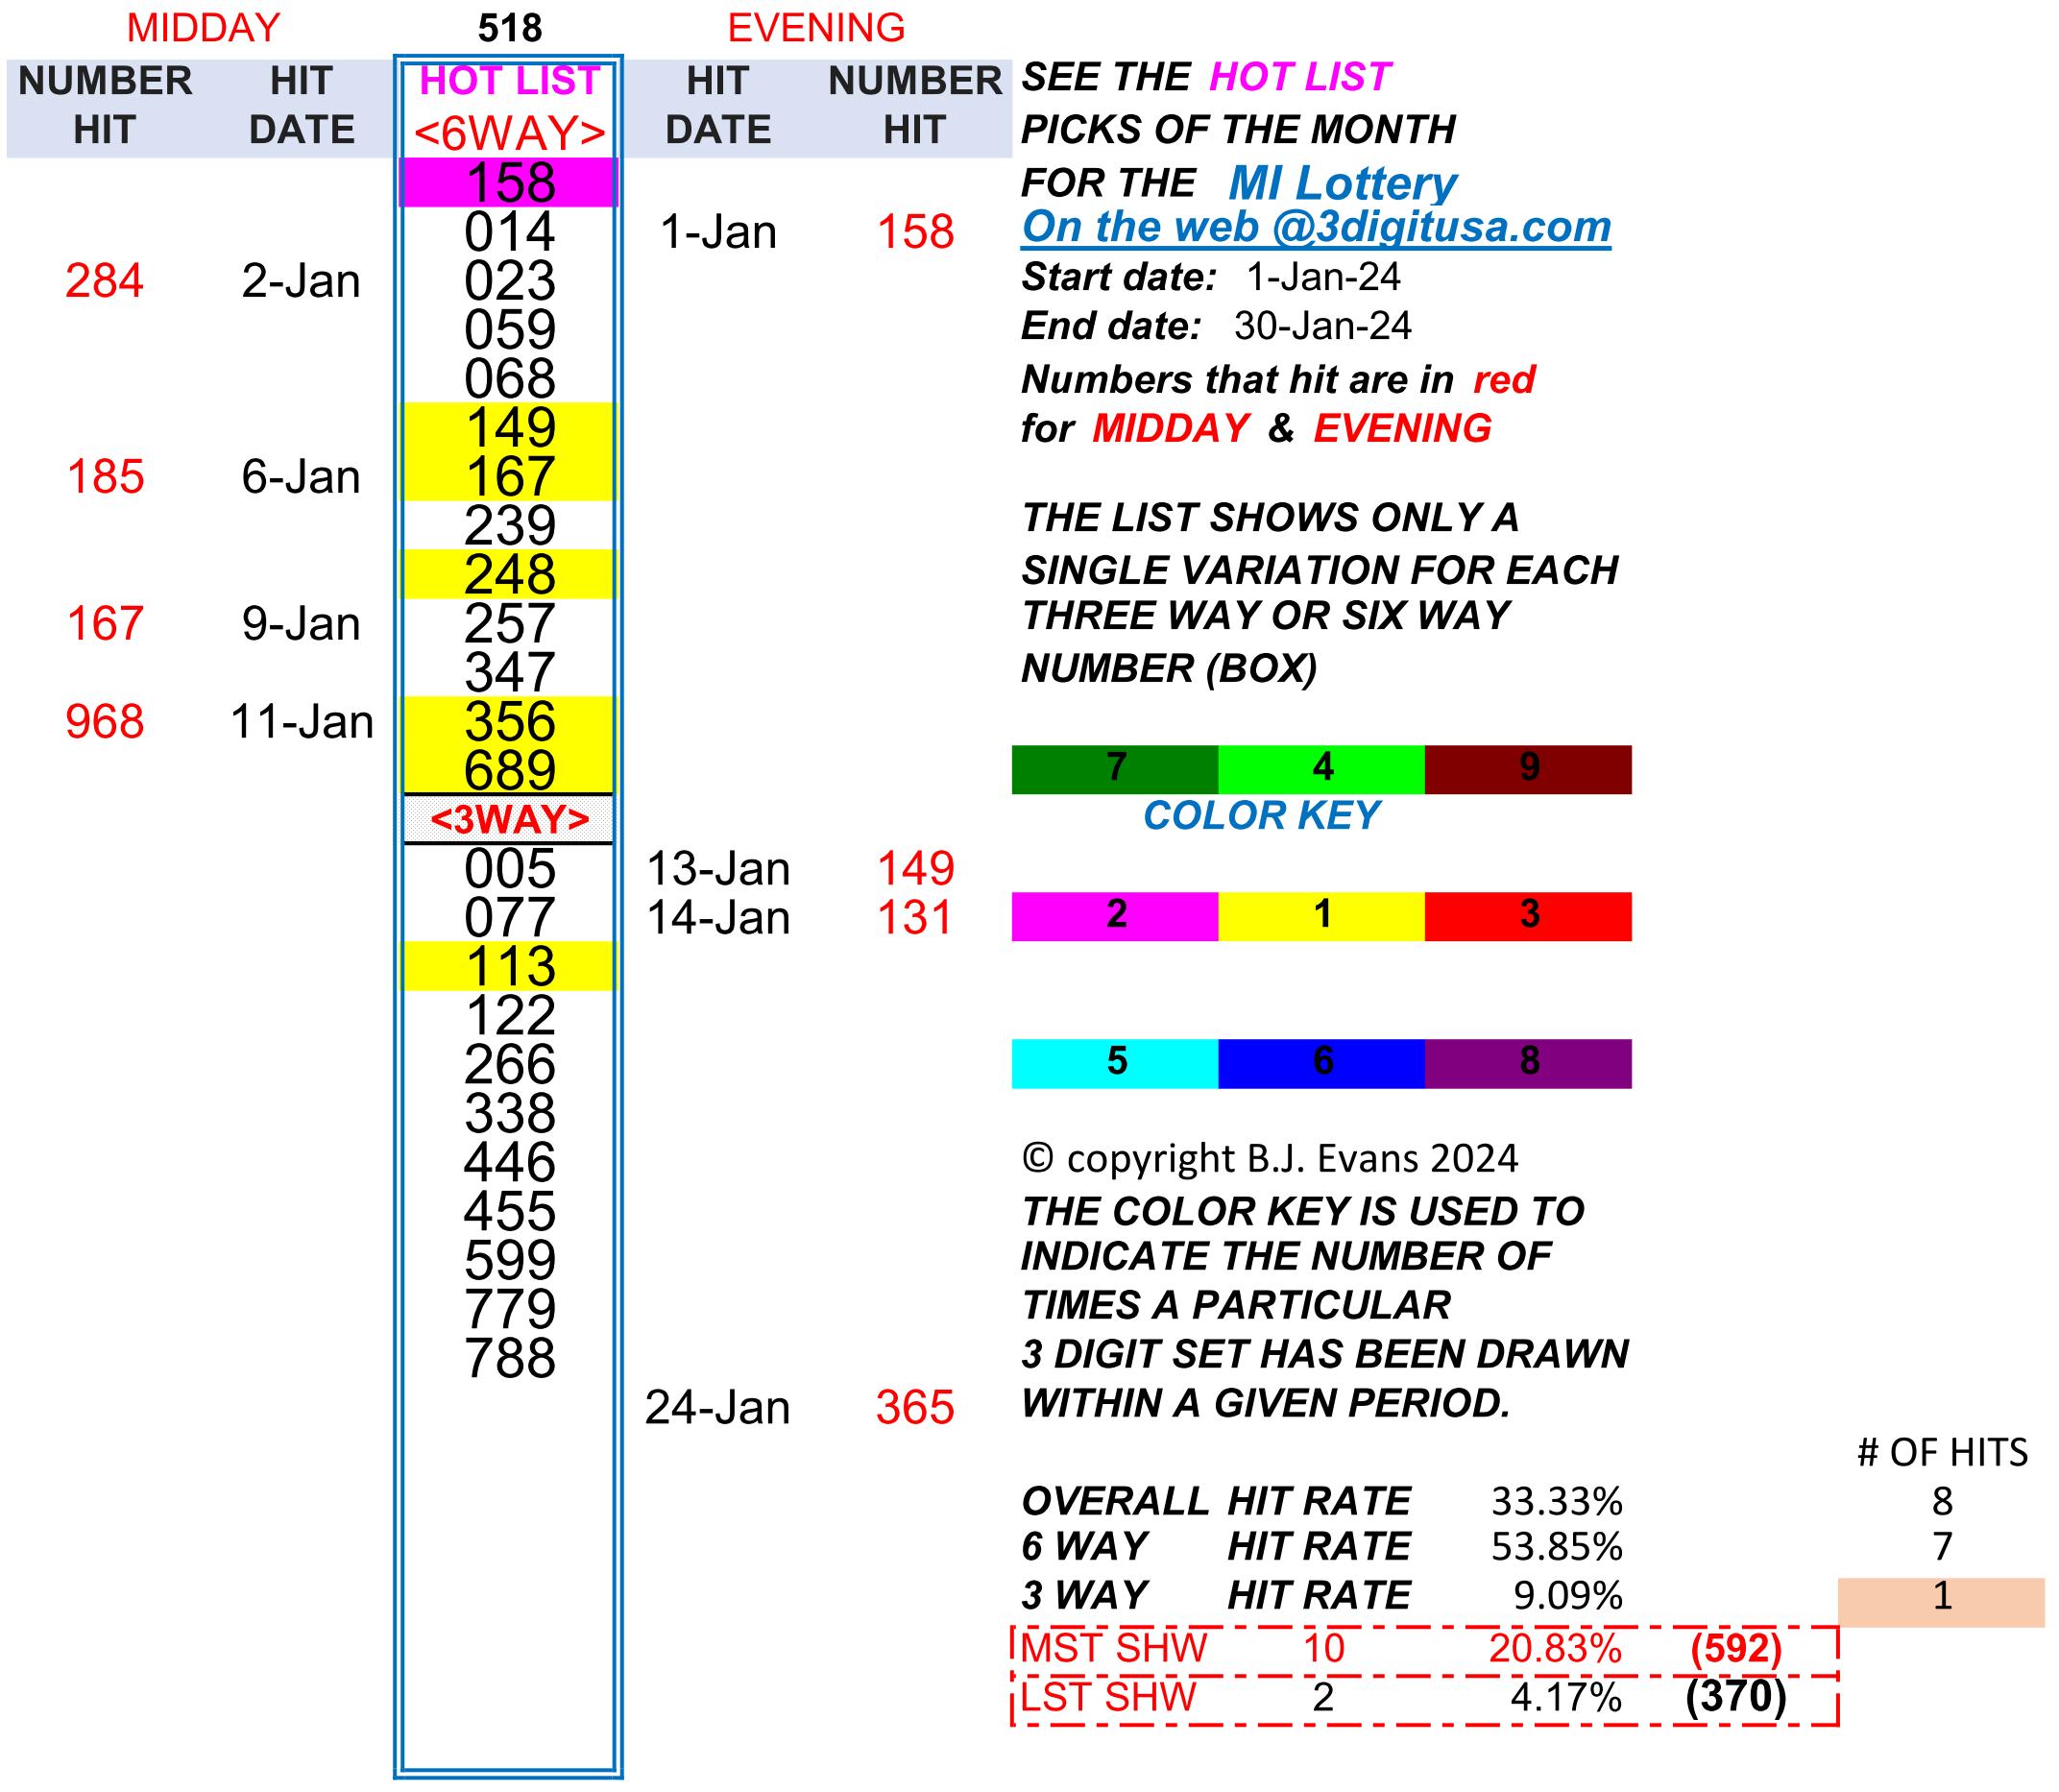 MIDDAY 518 EVENING
NUMBER HIT HOT LIST HIT NUMBER SEE THE HOT LIST
HIT DATE <6WAY> DATE HIT PICKS OF THE MONTH
158 FOR THE MI Lottery
014 1-Jan 158 On the web @3digitusa.com
284 2-Jan 023 Start date: 1-Jan-24
059 End date: 30-Jan-24
068 Numbers that hit are in red
149 for MIDDAY & EVENING
185 6-Jan 167
239 THE LIST SHOWS ONLY A
248 SINGLE VARIATION FOR EACH
167 9-Jan 257 THREE WAY OR SIX WAY
347 NUMBER (BOX)
968 11-Jan 356
689 7 4 9
<3WAY> COLOR KEY
005 13-Jan 149
077 14-Jan 131 2 1 3
113
122
266 5 6 8
338
446 © copyright B.J. Evans 2024
455 THE COLOR KEY IS USED TO
599 INDICATE THE NUMBER OF
779 TIMES A PARTICULAR
788 3 DIGIT SET HAS BEEN DRAWN
24-Jan 365 WITHIN A GIVEN PERIOD.
# OF HITS
OVERALL HIT RATE 33.33% 8
6 WAY HIT RATE 53.85% 7
3 WAY HIT RATE 9.09% 1
MST SHW 10 20.83% (592)
LST SHW 2 4.17% (370)